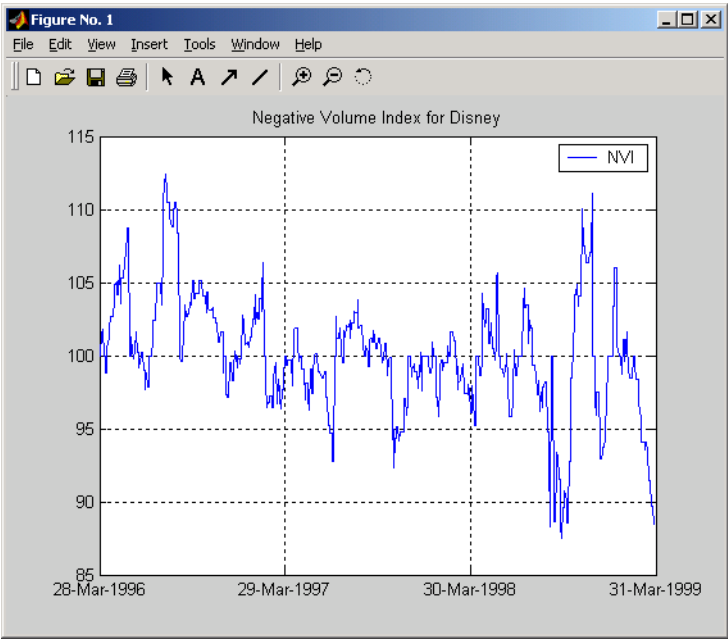 Figure No. 1
File Edit View Insert Tools Window Help
A
Negative Volume Index for Disney
NVI
115
110
105
100
95
90
85
28-Mar-1996 29-Mar-1997 30-Mar-1998 31-Mar-1999